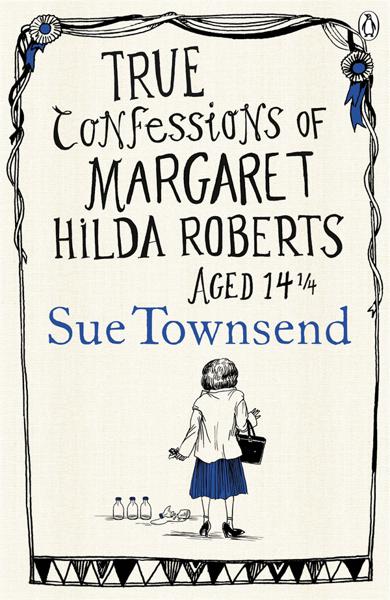 TRUE
CONFESSIONS OF
MARGARET
HILDA ROBERTS
AGED 14 1/4
Sue Townsend